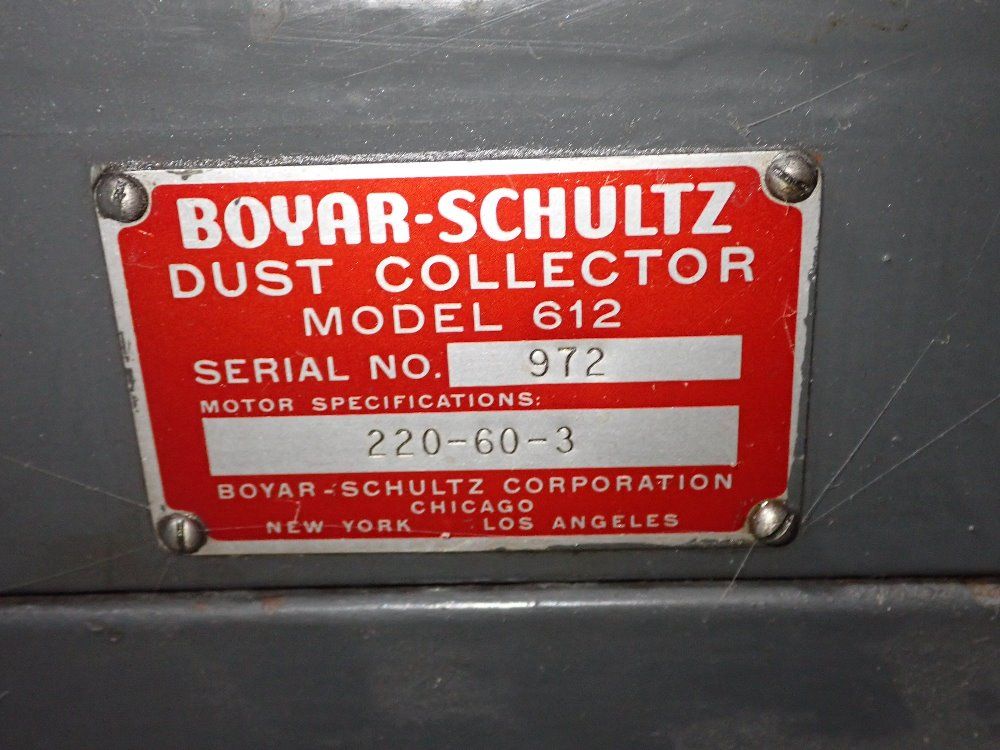 BOYAR-SCHULTZ
DUST COLLECTOR
MODEL 612
SERIAL NO. 972
MOTOR SPECIFICATIONS:
220-60-3
BOYAR-SCHULTZ CORPORATION
CHICAGO
NEW YORK LOS ANGELES